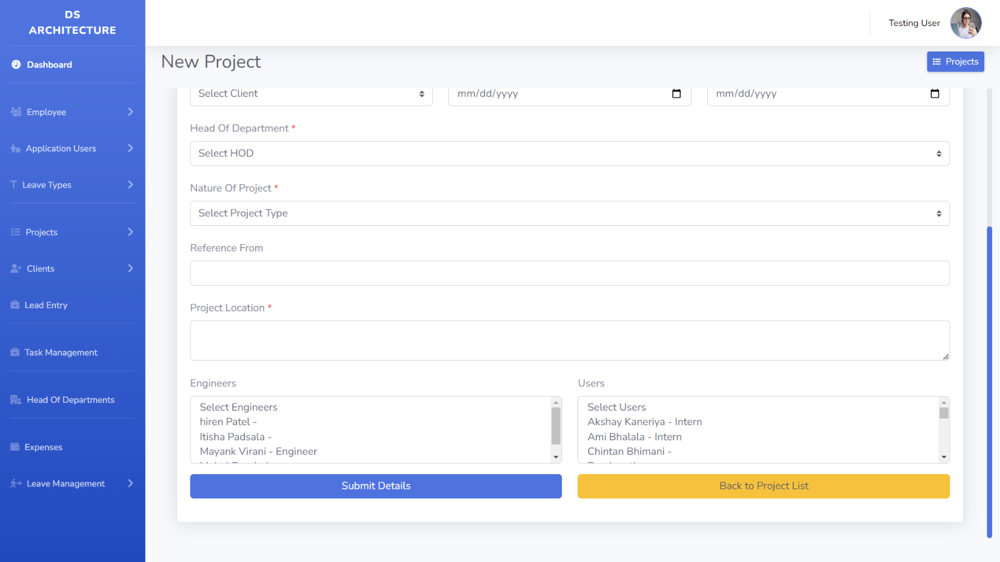 DS
ARCHITECTURE
Testing User
Dashboard
Employee
Application Users
Leave Types
Projects
Clients
Lead Entry
Task Management
Head Of Departments
Expenses
Leave Management
New Project
Projects
Select Client
mm/dd/yyyy
mm/dd/yyyy
Head Of Department *
Select HOD
Nature Of Project *
Select Project Type
Reference From
Project Location *
Engineers
Select Engineers
hiren Patel -
Itisha Padsala -
Mayank Virani - Engineer
Users
Select Users
Akshay Kaneriya - Intern
Ami Bhalala - Intern
Chintan Bhimani -
Submit Details
Back to Project List